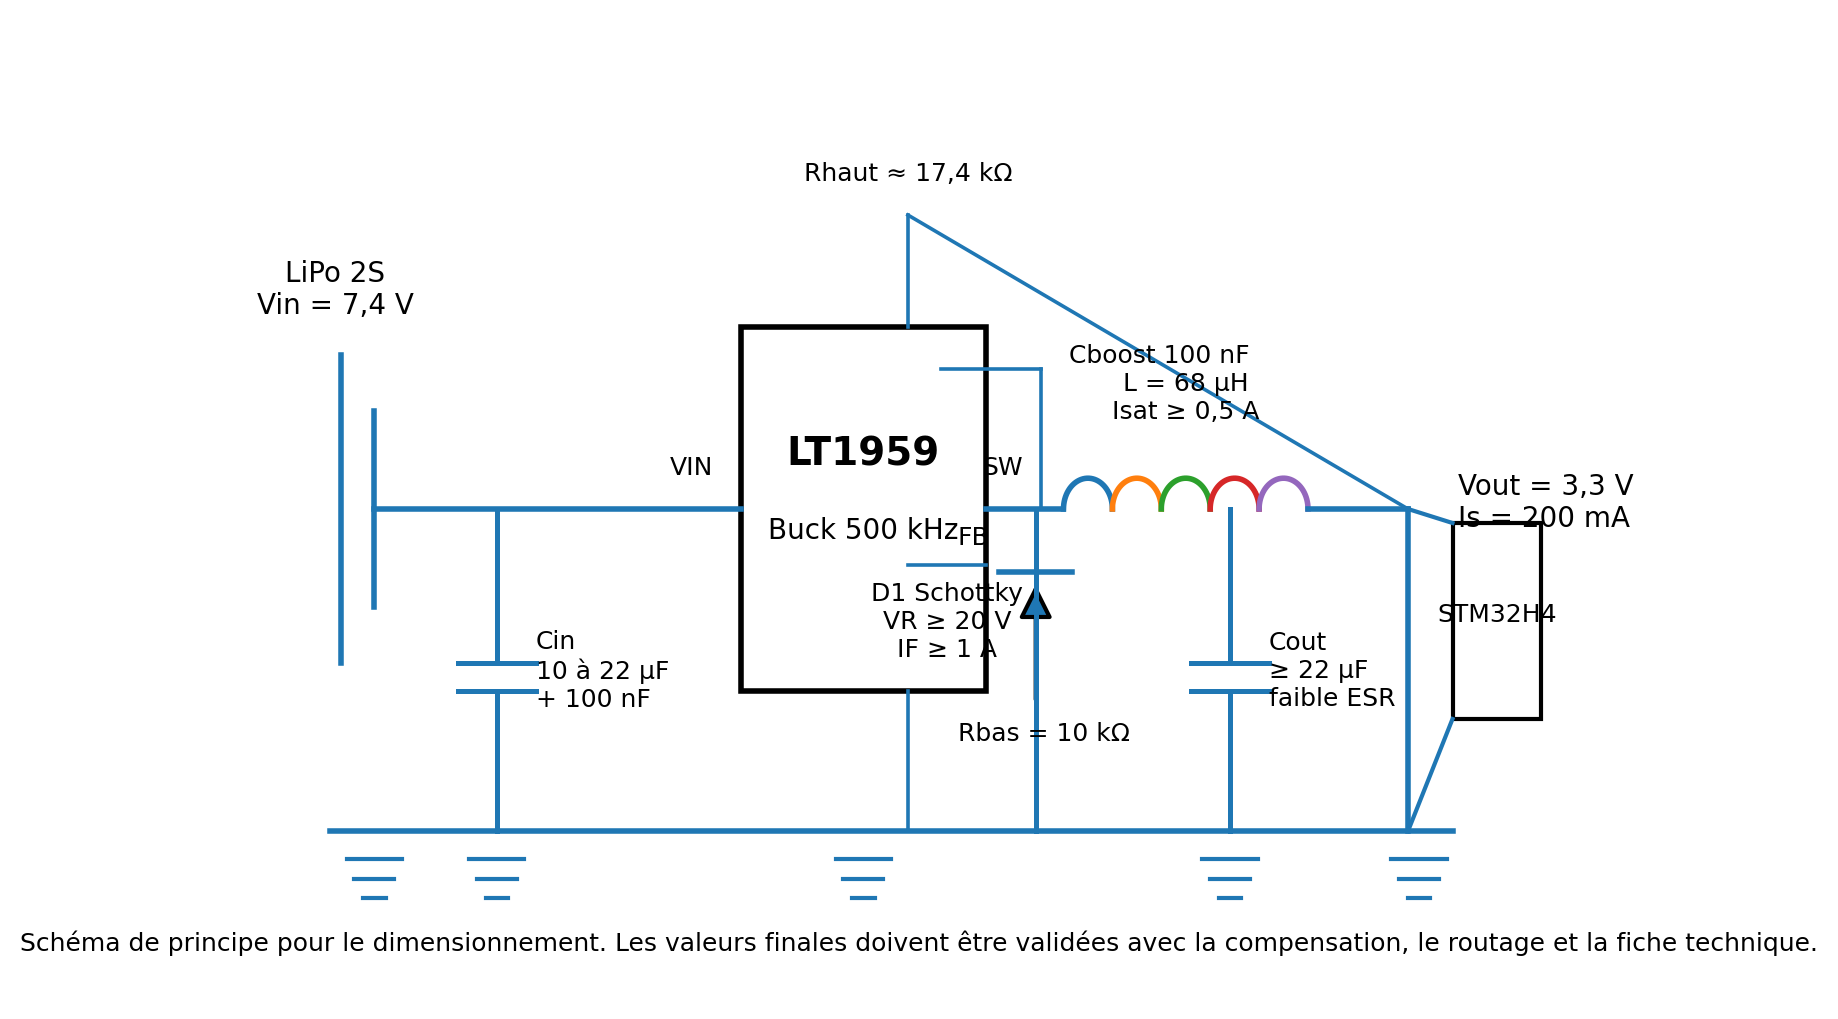 Rhaut ≈ 17,4 kΩ
LiPo 2S
Vin = 7,4 V
Cboost 100 nF
L = 68 µH
Isat ≥ 0,5 A
LT1959
VIN
SW
Buck 500 kHz
FB
Vout = 3,3 V
Is = 200 mA
D1 Schottky
VR ≥ 20 V
IF ≥ 1 A
STM32H4
Cin
10 à 22 µF
+ 100 nF
Cout
≥ 22 µF
faible ESR
Rbas = 10 kΩ
Schéma de principe pour le dimensionnement. Les valeurs finales doivent être validées avec la compensation, le routage et la fiche technique.